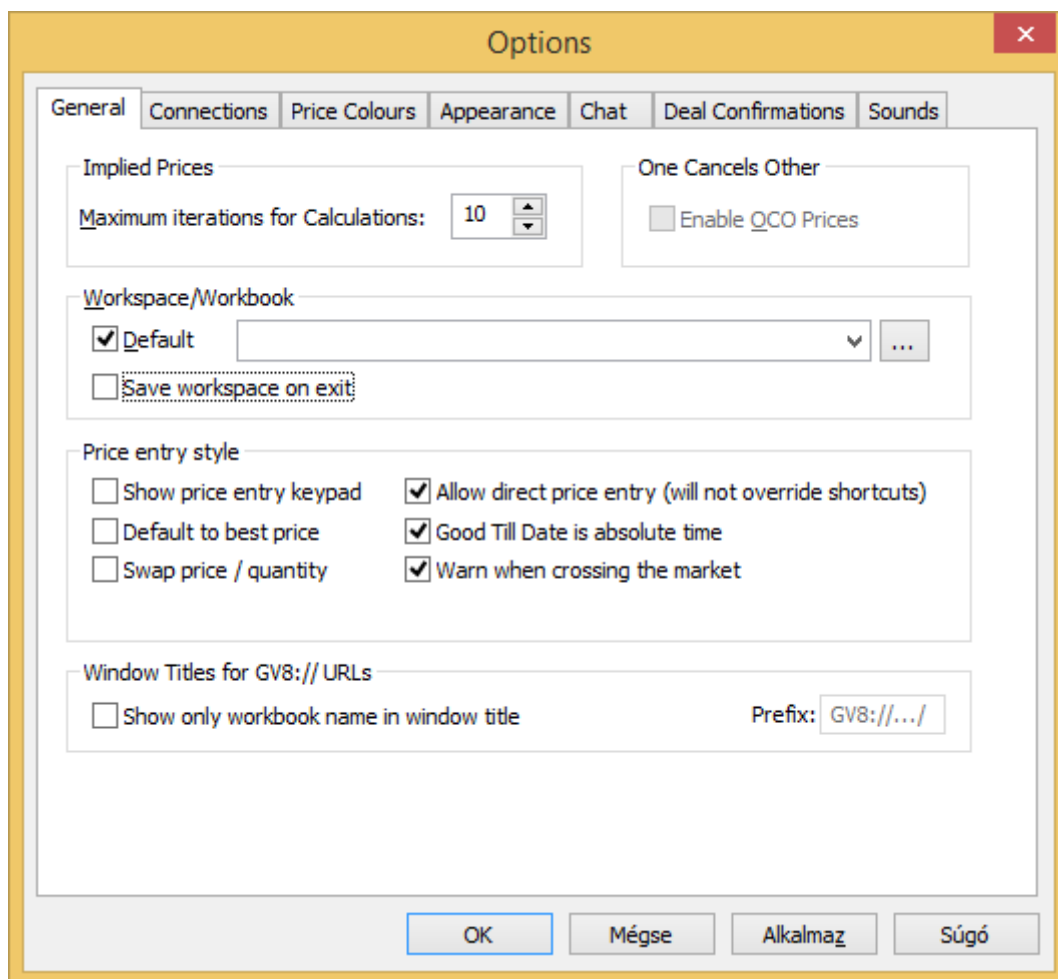 Options
General Connections Price Colours Appearance Chat Deal Confirmations Sounds
Implied Prices One Cancels Other
Maximum iterations for Calculations: 10 Enable OCO Prices
Workspace/Workbook
Default ...
Save workspace on exit
Price entry style
Show price entry keypad Allow direct price entry (will not override shortcuts)
Default to best price Good Till Date is absolute time
Swap price / quantity Warn when crossing the market
Window Titles for GV8:// URLs
Show only workbook name in window title Prefix: GV8://.../
OK Mégse Alkalmaz Súgó